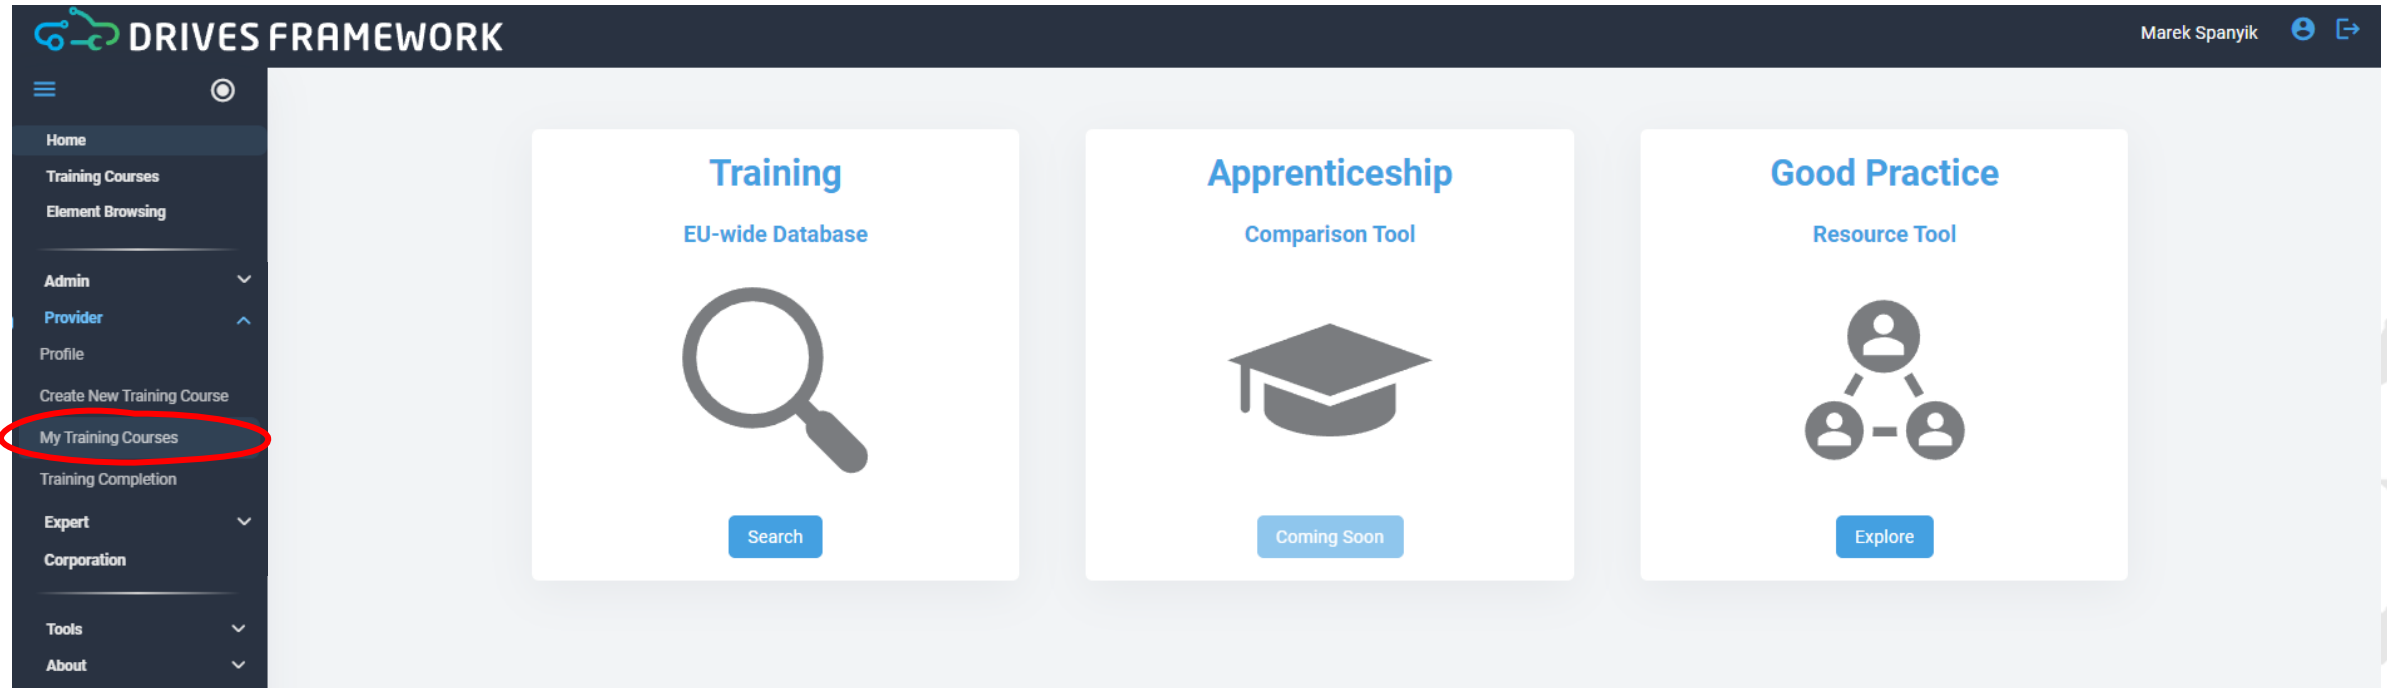 DRIVES FRAMEWORK
Marek Spanyik
Home
Training Courses
Element Browsing
Admin
Provider
Profile
Create New Training Course
My Training Courses
Training Completion
Expert
Corporation
Tools
About
Training
EU-wide Database
Search
Apprenticeship
Comparison Tool
Coming Soon
Good Practice
Resource Tool
Explore